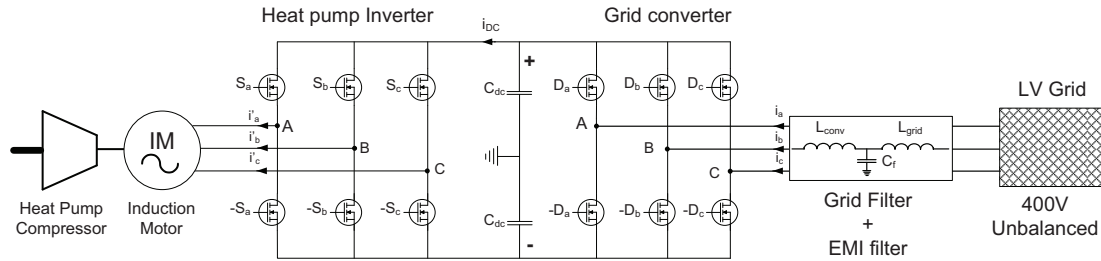 Heat pump Inverter
Grid converter
i_DC
+
S_a
S_b
S_c
C_dc
D_a
D_b
D_c
LV Grid
i'_a
A
i'_b
B
i'_c
C
IM
A
B
C
i_a
i_b
i_c
L_conv
L_grid
C_f
-S_a
-S_b
-S_c
C_dc
-
-D_a
-D_b
-D_c
Heat Pump
Compressor
Induction
Motor
Grid Filter
+
EMI filter
400V
Unbalanced